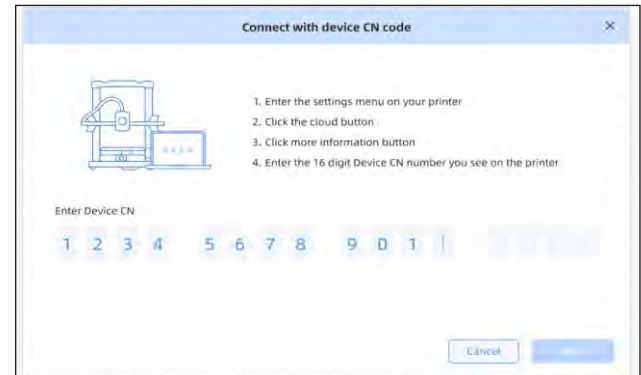 Connect with device CN code
1. Enter the settings menu on your printer
2. Click the cloud button
3. Click more information button
4. Enter the 16 digit Device CN number you see on the printer
Enter Device CN
1 2 3 4 5 6 7 8 9 0 1
Cancel